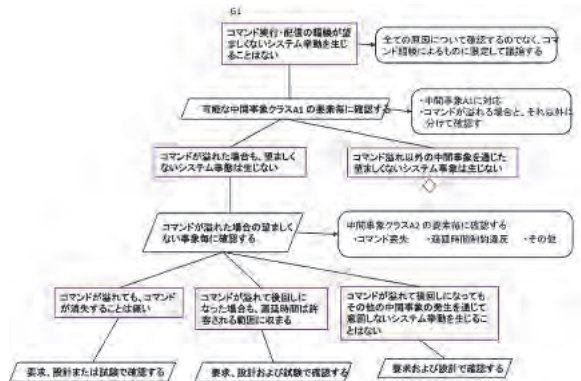 G1
コマンド実行・配信の輻輳が望
ましくないシステム挙動を生じ
ることはない
全ての原因について確認するのでなく、コマ
ンド輻輳によるものに限定して議論する
可能な中間事象クラスA1 の要素毎に確認する
・中間事象A1に対応
・コマンドが溢れる場合と、それ以外に
分けて確認す
コマンドが溢れた場合も、望ましく
ないシステム事態は生じない
コマンド溢れ以外の中間事象を通じた
望ましくないシステム事象は生じない
コマンドが溢れた場合の望ましく
ない事象毎に確認する
中間事象クラスA2 の要素毎に確認する
・コマンド喪失 ・遅延時間制約違反 ・その他
コマンドが溢れても、コマンド
が消失することは無い
コマンドが溢れて後回しに
なった場合も、遅延時間は許
容される範囲に収まる
コマンドが溢れて後回しになっても
その他の中間事象の発生を通じて
意図しないシステム挙動を生じるこ
とはない
要求、設計または試験で確認する
要求、設計および試験で確認する
要求および設計で確認する